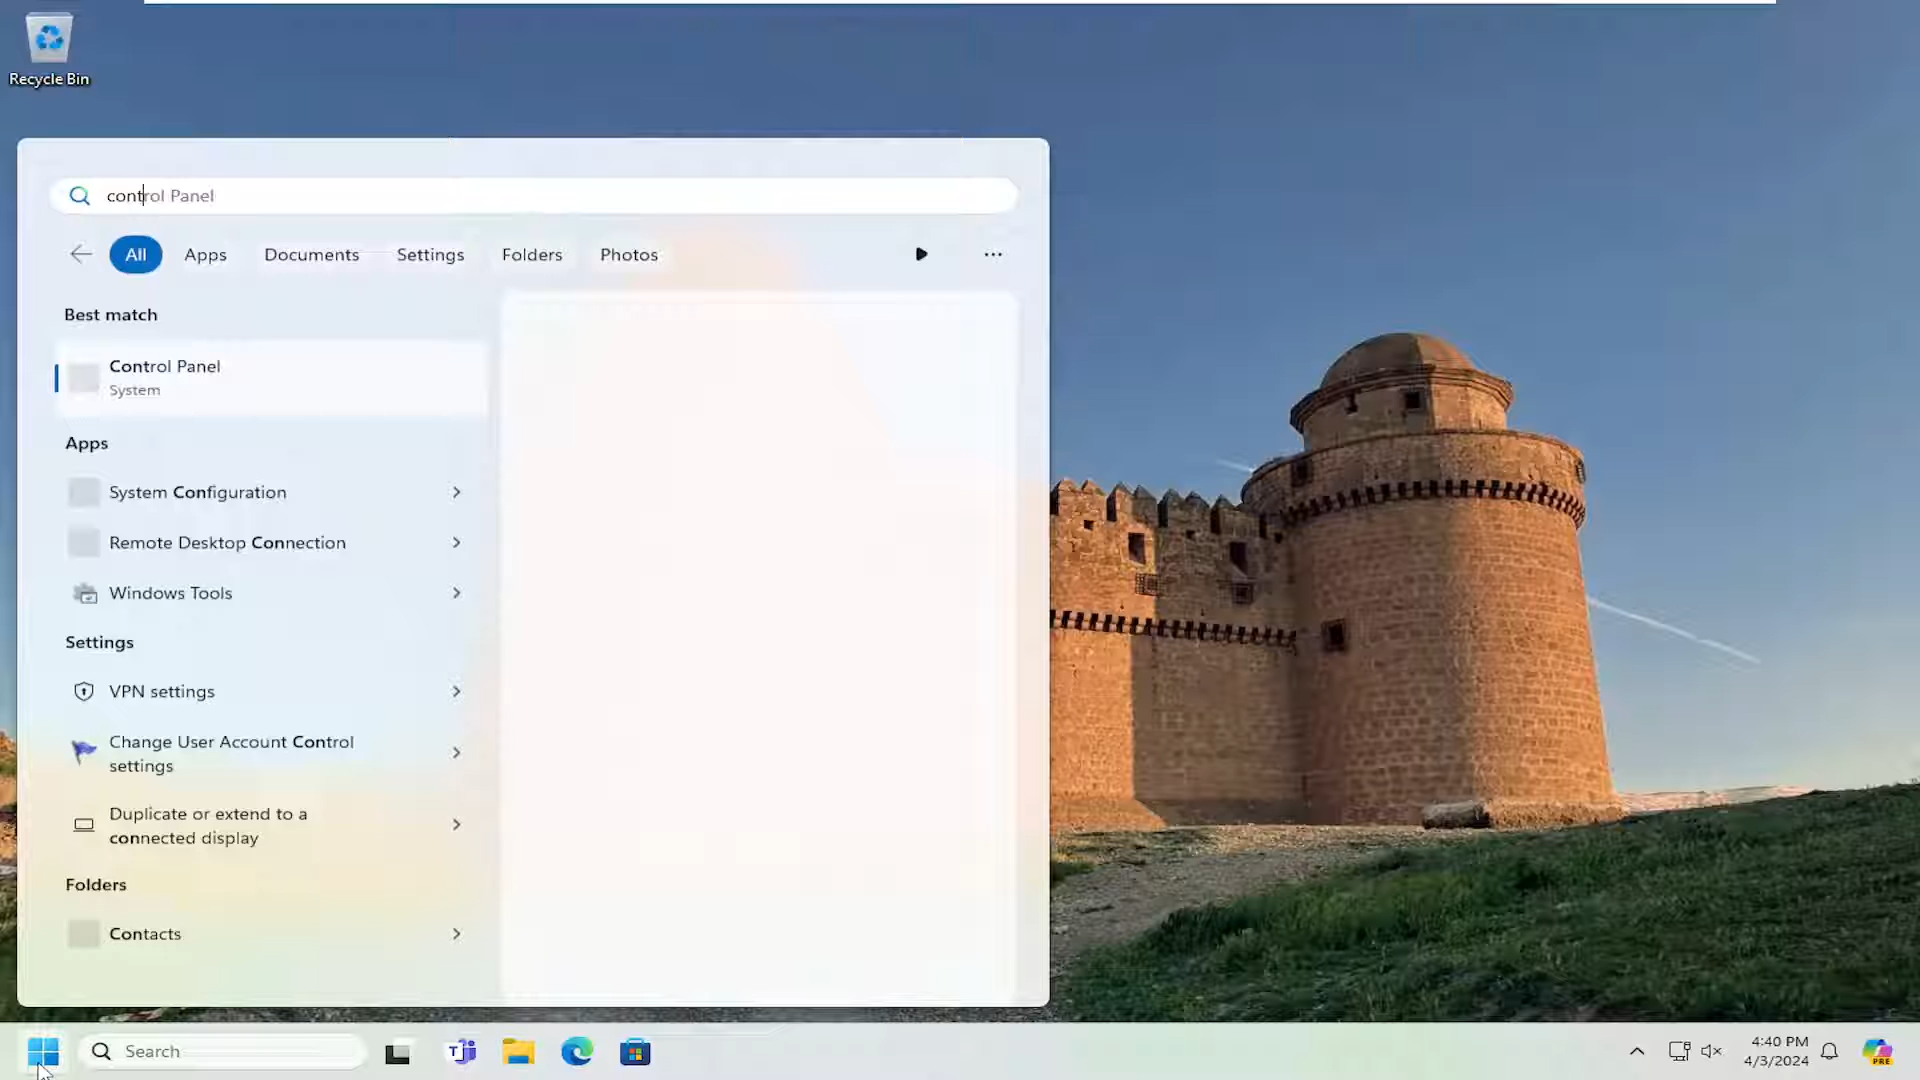 Recycle Bin
control Panel
All Apps Documents Settings Folders Photos
Best match
Control Panel
System
Apps
System Configuration
Remote Desktop Connection
Windows Tools
Settings
VPN settings
Change User Account Control
settings
Duplicate or extend to a
connected display
Folders
Contacts
Search
4:40 PM
4/3/2024
PRE